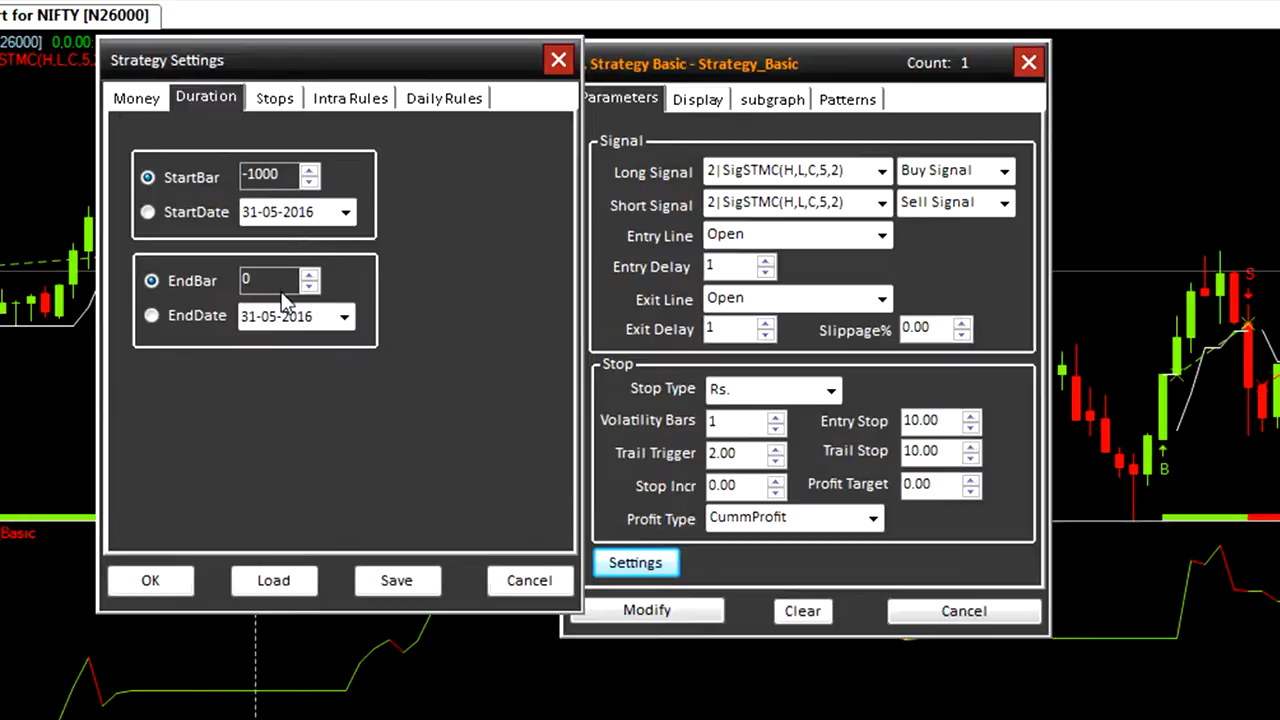 rt for NIFTY [N26000]
26000] 0,0.00:
STMC(H,L,C,5,2
Strategy Settings
Money
Duration
Stops
Intra Rules
Daily Rules
StartBar
-1000
StartDate
31-05-2016
EndBar
0
EndDate
31-05-2016
OK
Load
Save
Cancel
Strategy Basic - Strategy_Basic
Count: 1
Parameters
Display
subgraph
Patterns
Signal
Long Signal 2|SigSTMC(H,L,C,5,2) Buy Signal
Short Signal 2|SigSTMC(H,L,C,5,2) Sell Signal
Entry Line Open
Entry Delay 1
Exit Line Open
Exit Delay 1 Slippage% 0.00
Stop
Stop Type Rs.
Volatility Bars 1 Entry Stop 10.00
Trail Trigger 2.00 Trail Stop 10.00
Stop Incr 0.00 Profit Target 0.00
Profit Type CummProfit
Settings
Modify
Clear
Cancel
S
B
Basic